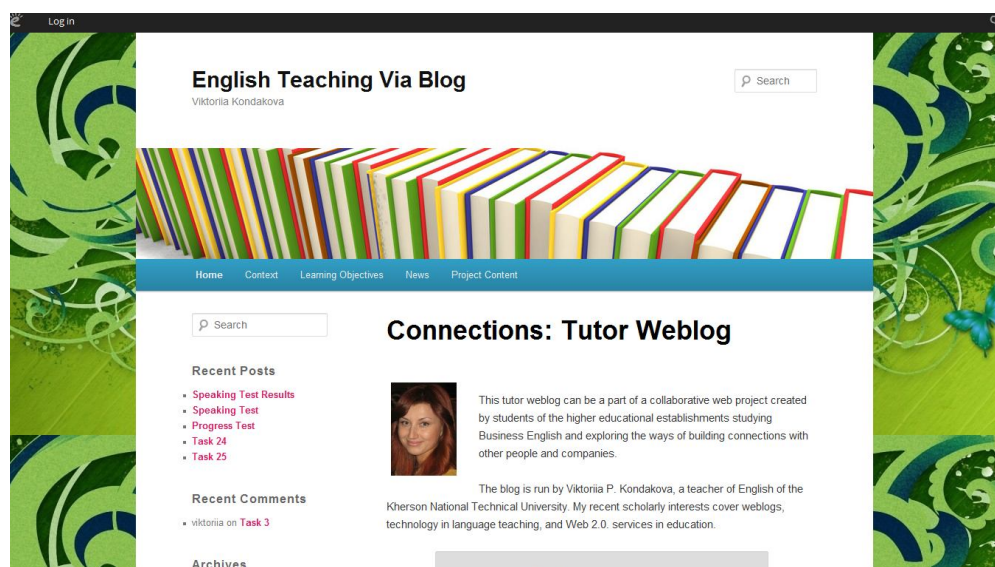 Log in
English Teaching Via Blog
Viktoriia Kondakova
Search
Home Context Learning Objectives News Project Content
Search
Recent Posts
Speaking Test Results
Speaking Test
Progress Test
Task 24
Task 25
Recent Comments
viktoriia on Task 3
Archives
Connections: Tutor Weblog
This tutor weblog can be a part of a collaborative web project created
by students of the higher educational establishments studying
Business English and exploring the ways of building connections with
other people and companies.
The blog is run by Viktoriia P. Kondakova, a teacher of English of the
Kherson National Technical University. My recent scholarly interests cover weblogs,
technology in language teaching, and Web 2.0. services in education.